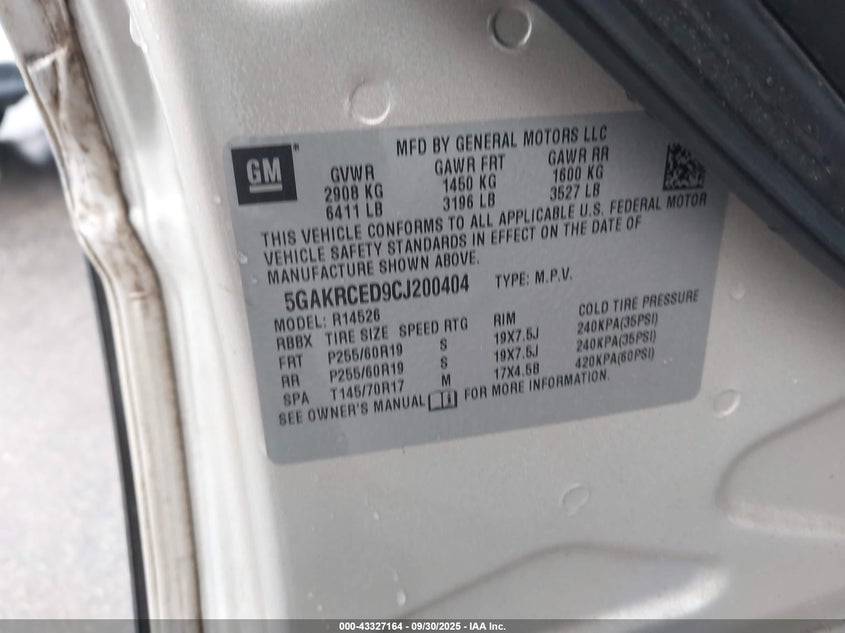 MFD BY GENERAL MOTORS LLC
GM®
GVWR GAWR FRT GAWR RR
2908 KG 1450 KG 1600 KG
6411 LB 3196 LB 3527 LB
THIS VEHICLE CONFORMS TO ALL APPLICABLE U.S. FEDERAL MOTOR
VEHICLE SAFETY STANDARDS IN EFFECT ON THE DATE OF
MANUFACTURE SHOWN ABOVE.
5GAKRCED9CJ200404 TYPE: M.P.V.
MODEL: R14526
RBBX TIRE SIZE SPEED RTG RIM COLD TIRE PRESSURE
FRT P255/60R19 S 19X7.5J 240KPA(35PSI)
RR P255/60R19 S 19X7.5J 240KPA(35PSI)
SPA T145/70R17 M 17X4.5B 420KPA(60PSI)
SEE OWNER'S MANUAL FOR MORE INFORMATION.
000-43327164 - 09/30/2025 - IAA Inc.